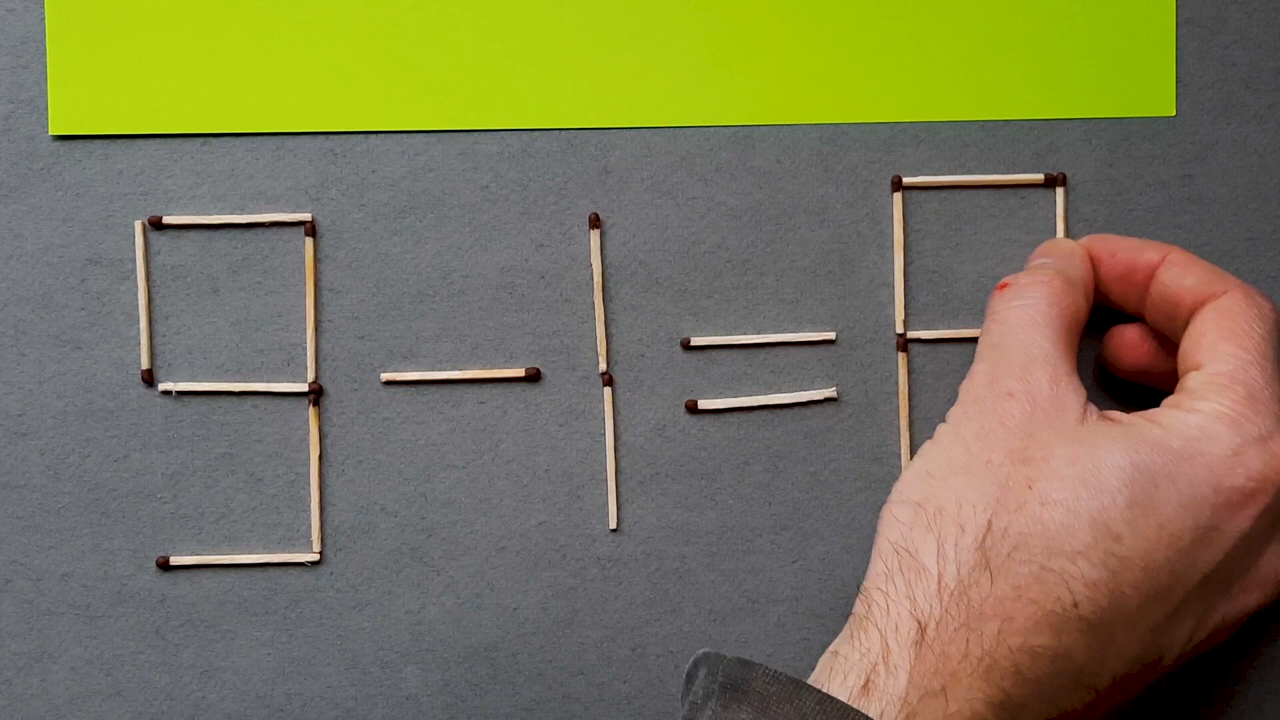 9 - 1 =